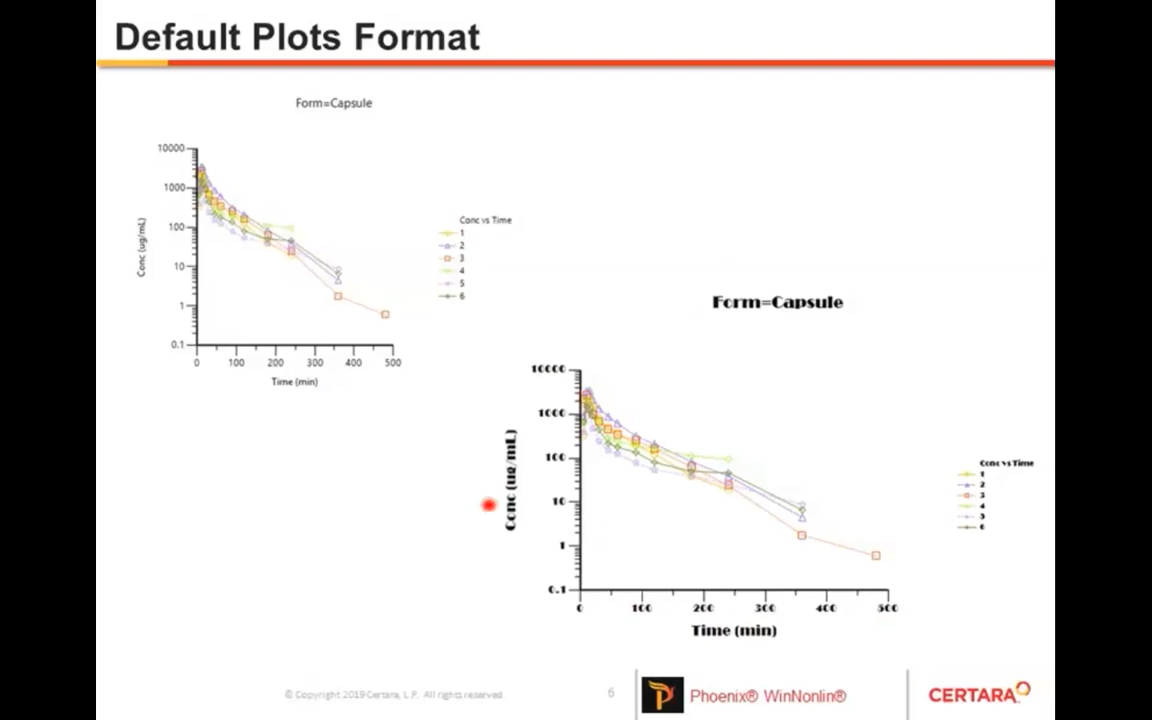 Default Plots Format
Form=Capsule
10000
1000
100
10
1
0.1
Conc (ug/mL)
0 100 200 300 400 500
Time (min)
Conc vs Time
1
2
3
4
5
6
Form=Capsule
10000
1000
100
10
1
0.1
Conc (ug/mL)
0 100 200 300 400 500
Time (min)
Conc vs Time
1
2
3
4
5
6
© Copyright 2019 Certara, L.P. All rights reserved.
6
Phoenix® WinNonlin®
CERTARA